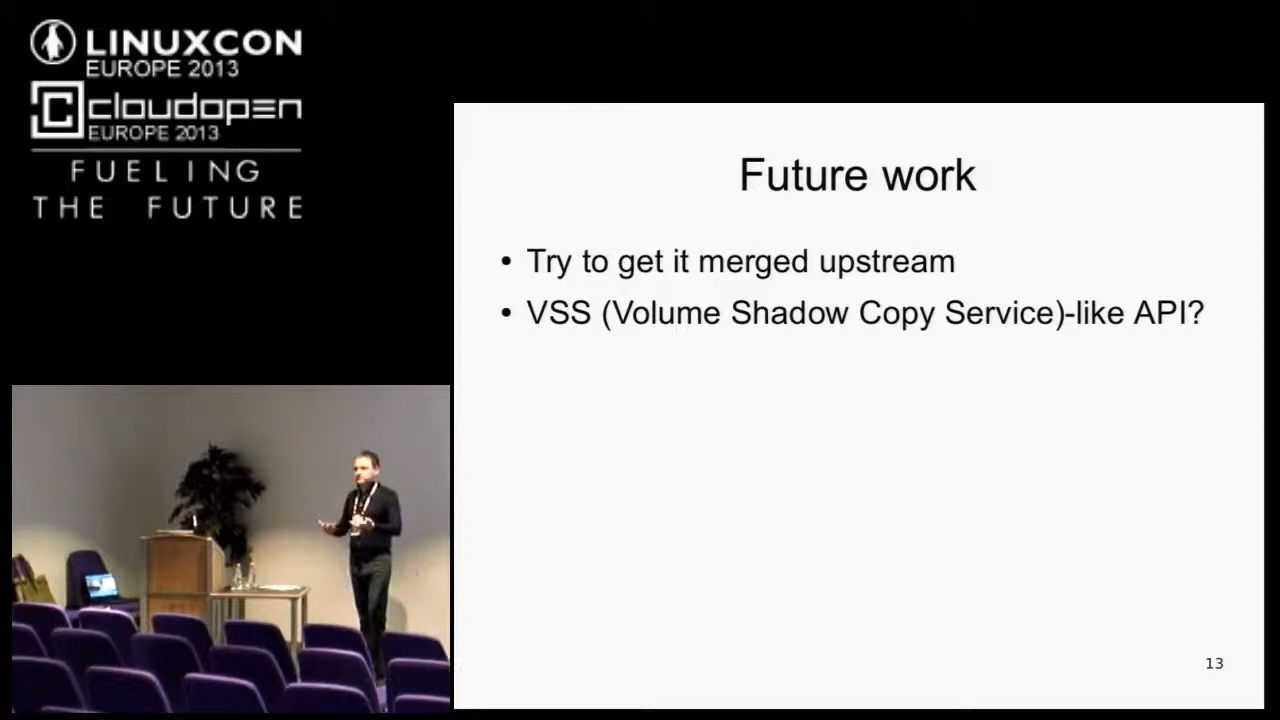 LINUXCON
EUROPE 2013
cloudopen
EUROPE 2013
FUELING
THE FUTURE
Future work
• Try to get it merged upstream
• VSS (Volume Shadow Copy Service)-like API?
13